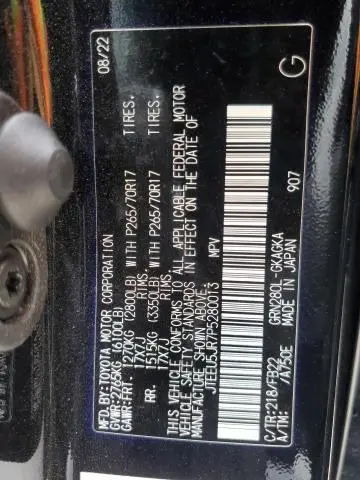 MFD.BY:TOYOTA MOTOR CORPORATION 08/22
GVWR:2765KG (6100LB)
GAWR:FRT. 1270KG (2800LB) WITH P265/70R17 TIRES.
17X7J RIMS.
RR. 1515KG (3350LB) WITH P265/70R17 TIRES.
17X7J RIMS.
THIS VEHICLE CONFORMS TO ALL APPLICABLE FEDERAL MOTOR
VEHICLE SAFETY STANDARDS IN EFFECT ON THE DATE OF
MANUFACTURE SHOWN ABOVE.
JTEEU5JR7P5280013 MPV
G
C/TR:218/FB22 GRN280L-GKAGKA 907
A/TM: /A750E MADE IN JAPAN